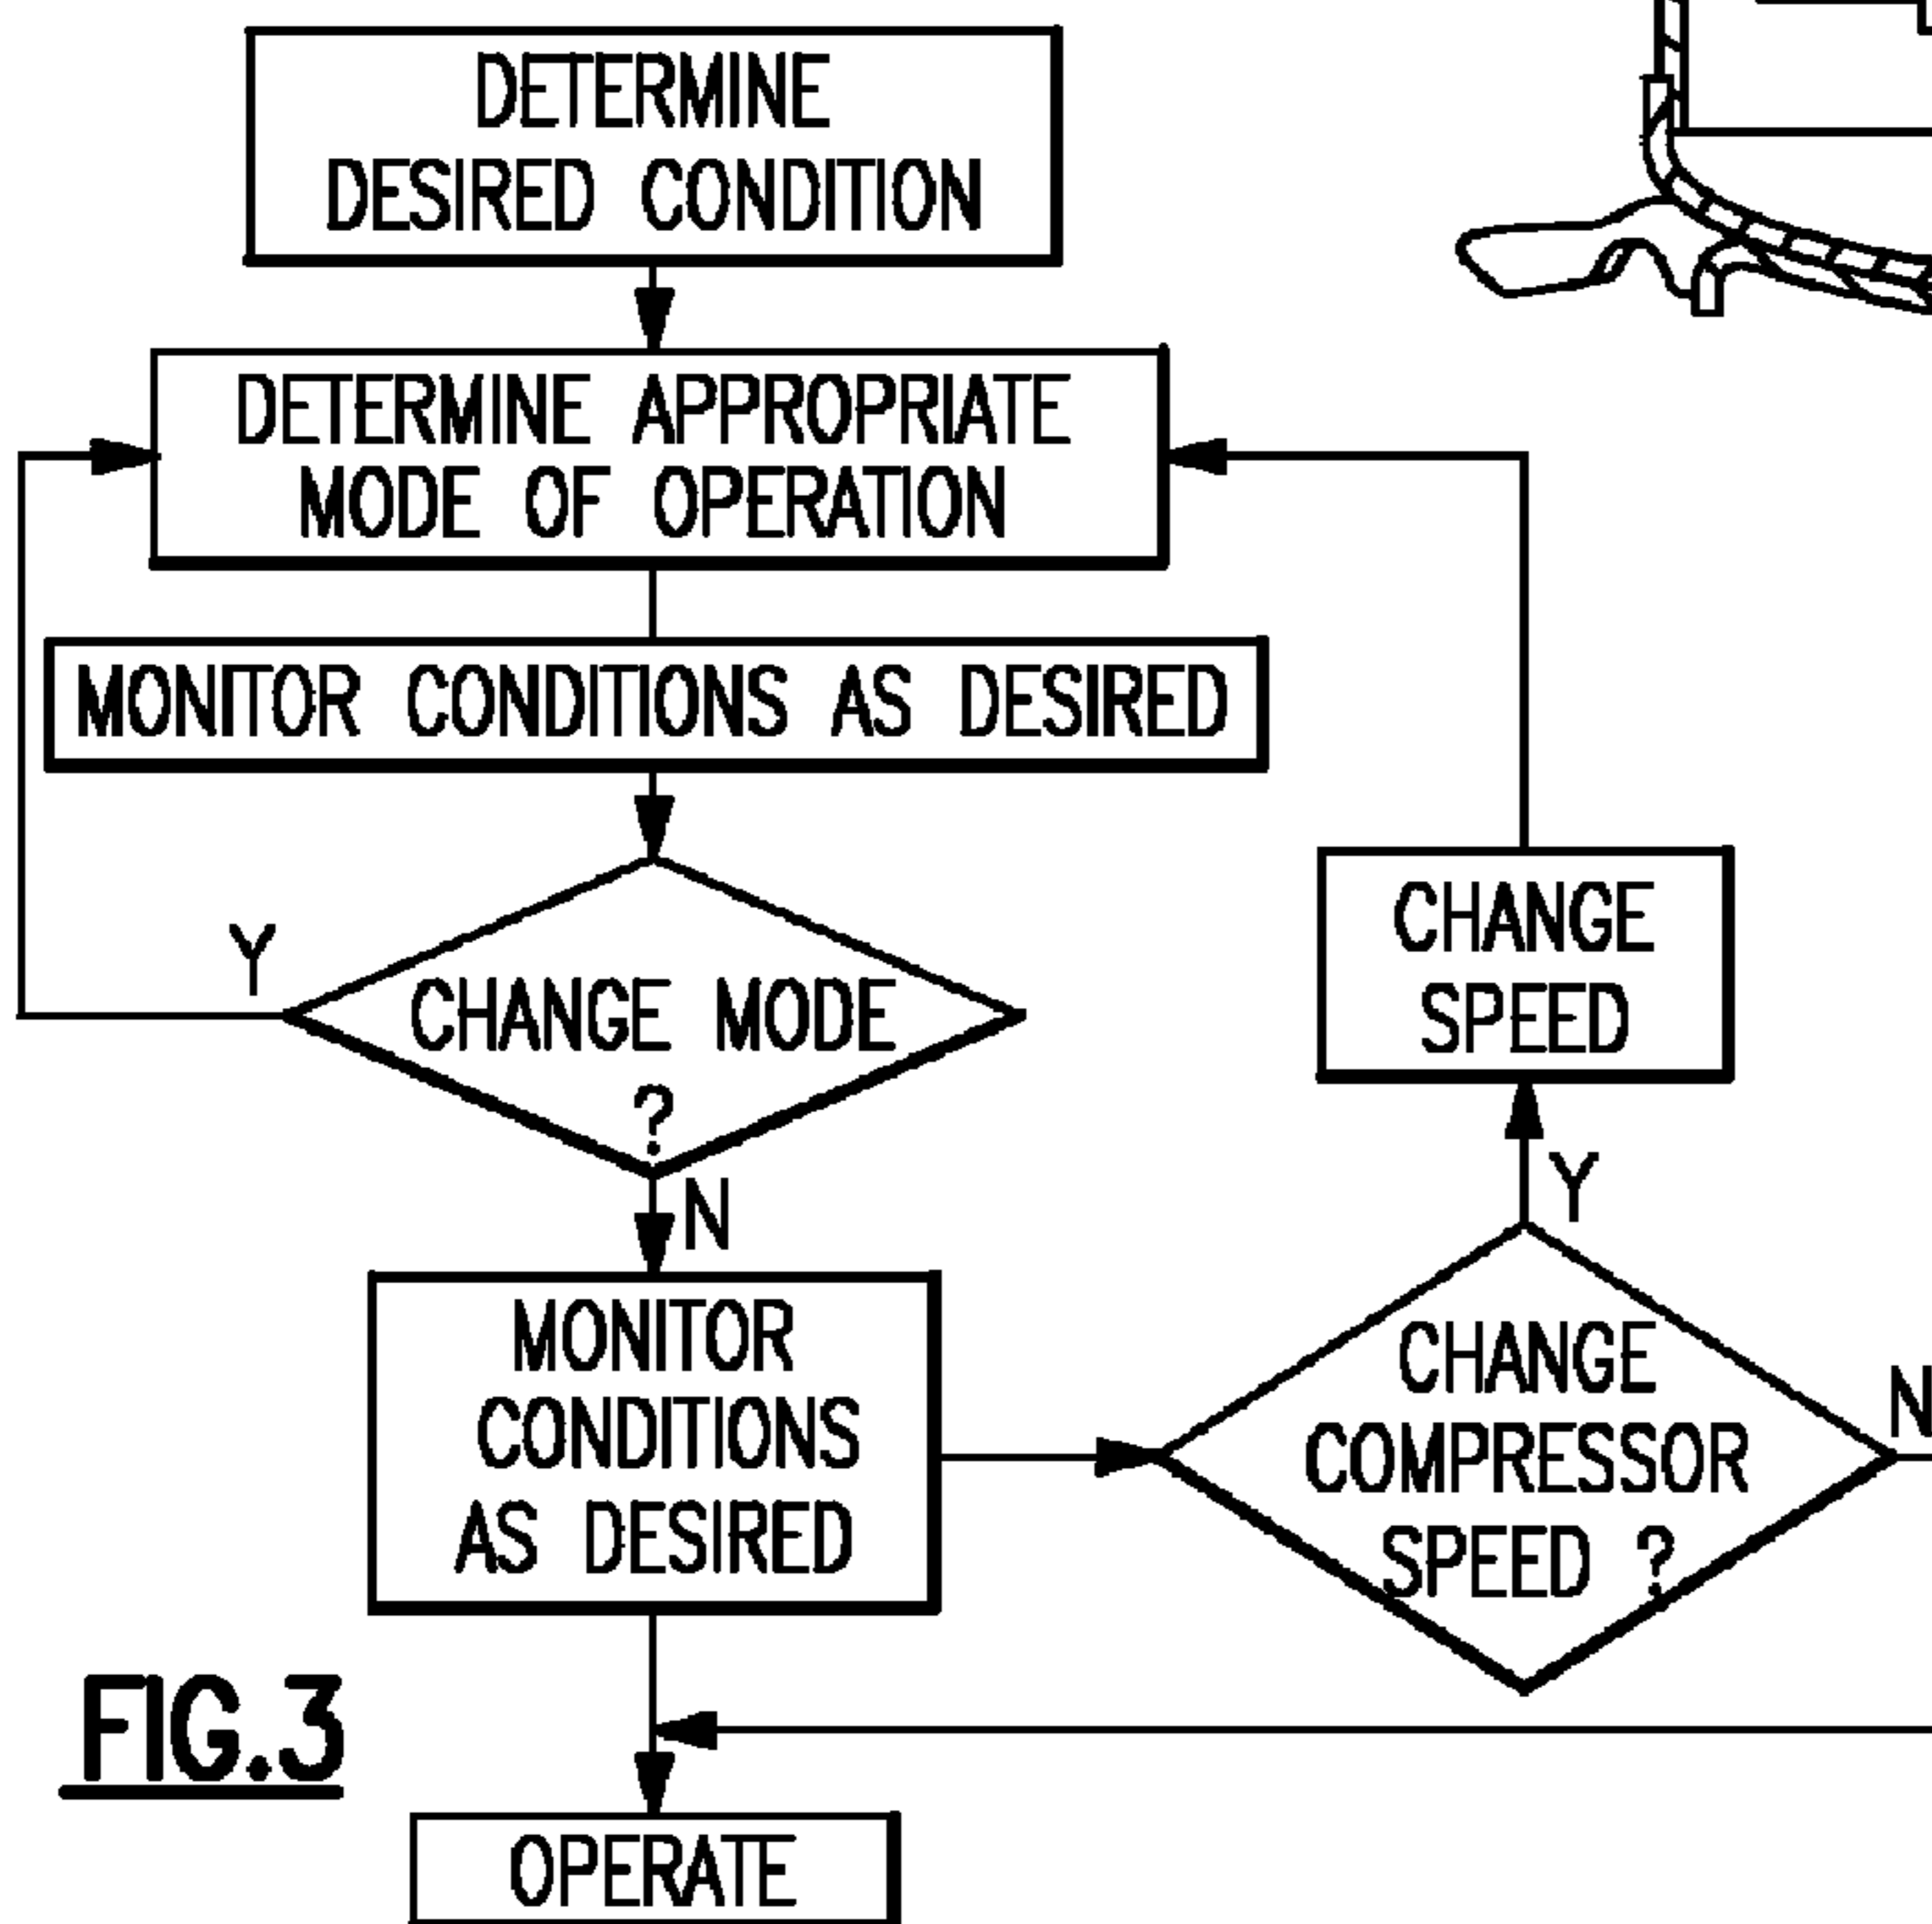 DETERMINE
DESIRED CONDITION
DETERMINE APPROPRIATE
MODE OF OPERATION
MONITOR CONDITIONS AS DESIRED
Y
CHANGE MODE
?
N
MONITOR
CONDITIONS
AS DESIRED
CHANGE
SPEED
Y
CHANGE
COMPRESSOR
SPEED ?
N
FIG.3
OPERATE